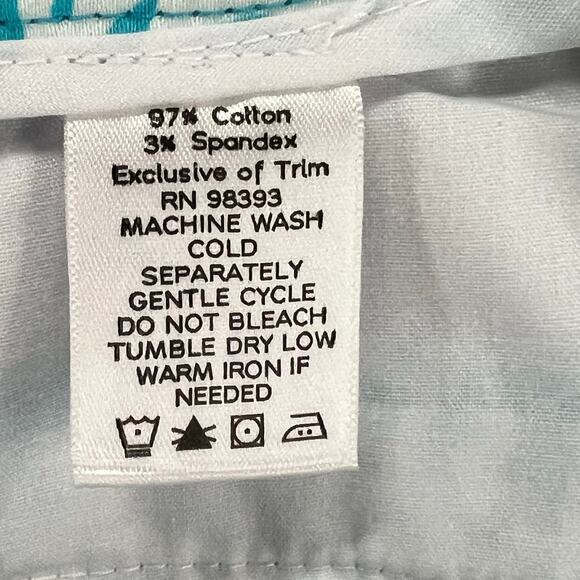 97% Cotton
3% Spandex
Exclusive of Trim
RN 98393
MACHINE WASH
COLD
SEPARATELY
GENTLE CYCLE
DO NOT BLEACH
TUMBLE DRY LOW
WARM IRON IF
NEEDED